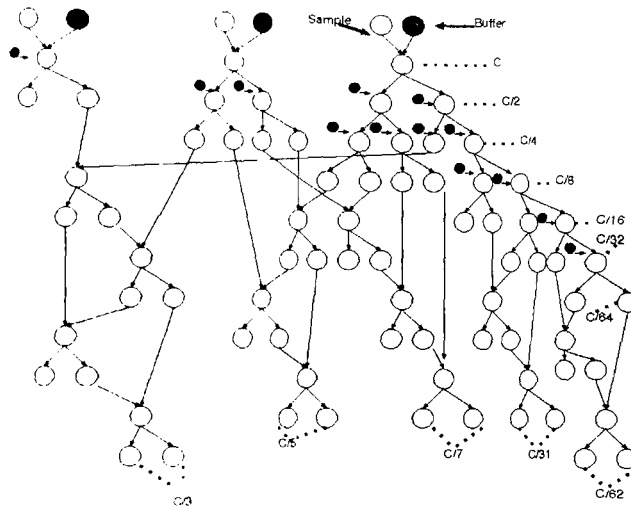 Sample
Buffer
C
C/2
C/4
C/8
C/16
C/32
C/64
C/5
C/7
C/31
C/62
C/3